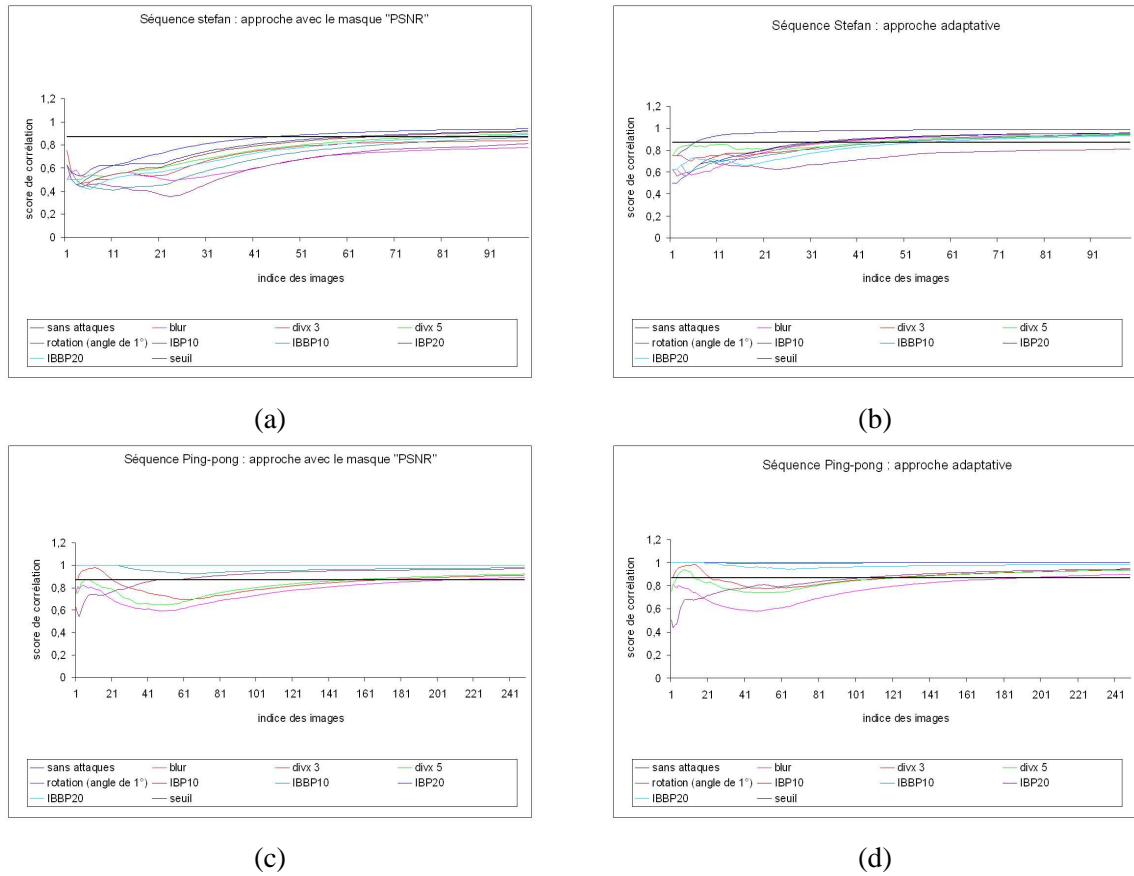 Séquence stefan : approche avec le masque "PSNR"
score de corrélation
1,2
1
0,8
0,6
0,4
0,2
0
1 11 21 31 41 51 61 71 81 91
indice des images
sans attaques blur divx 3 divx 5
rotation (angle de 1°) IBP10 IBBP10 IBP20
IBBP20 seuil
(a)
Séquence Stefan : approche adaptative
score de corrélation
1,2
1
0,8
0,6
0,4
0,2
0
1 11 21 31 41 51 61 71 81 91
indice des images
sans attaques blur divx 3 divx 5
rotation (angle de 1°) IBP10 IBBP10 IBP20
IBBP20 seuil
(b)
Séquence Ping-pong : approche avec le masque "PSNR"
score de corrélation
1,2
1
0,8
0,6
0,4
0,2
0
1 21 41 61 81 101 121 141 161 181 201 221 241
indice des images
sans attaques blur divx 3 divx 5
rotation (angle de 1°) IBP10 IBBP10 IBP20
IBBP20 seuil
(c)
Séquence Ping-pong : approche adaptative
score de corrélation
1,2
1
0,8
0,6
0,4
0,2
0
1 21 41 61 81 101 121 141 161 181 201 221 241
indice des images
sans attaques blur divx 3 divx 5
rotation (angle de 1°) IBP10 IBBP10 IBP20
IBBP20 seuil
(d)